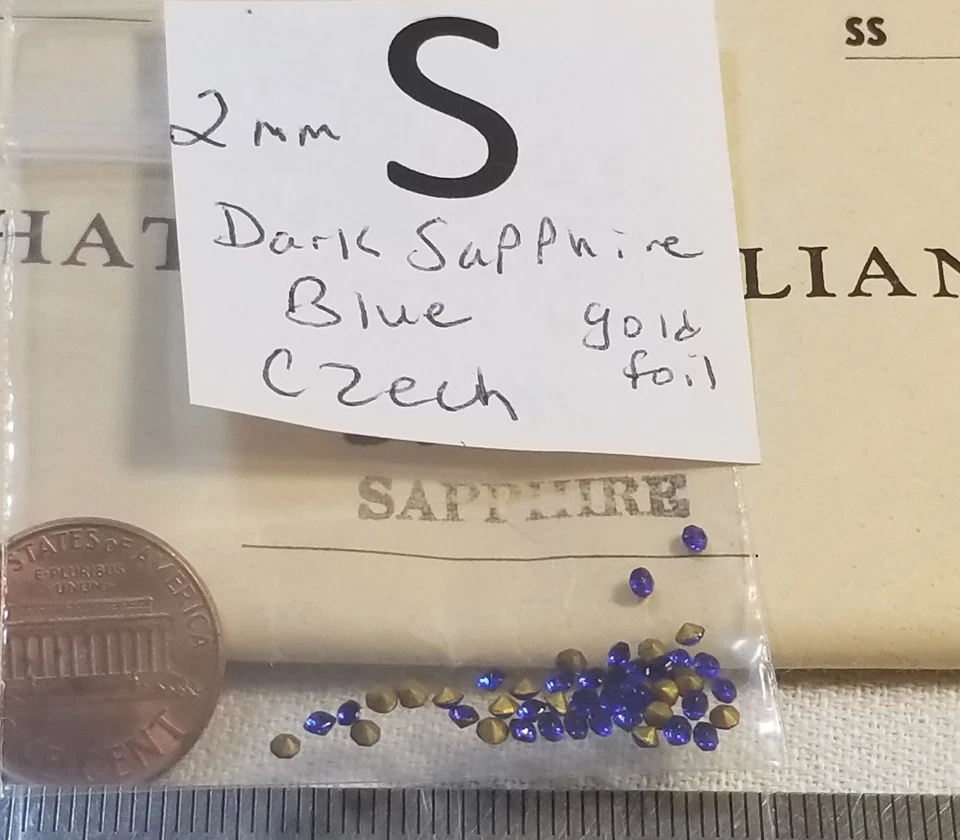 SS
S
2mm
HAT
LIAN
Dark Sapphire
Blue gold
Czech foil
SAPPHIRE
STATES OF AMERICA
E·PLURIBUS
UNUM
CENT